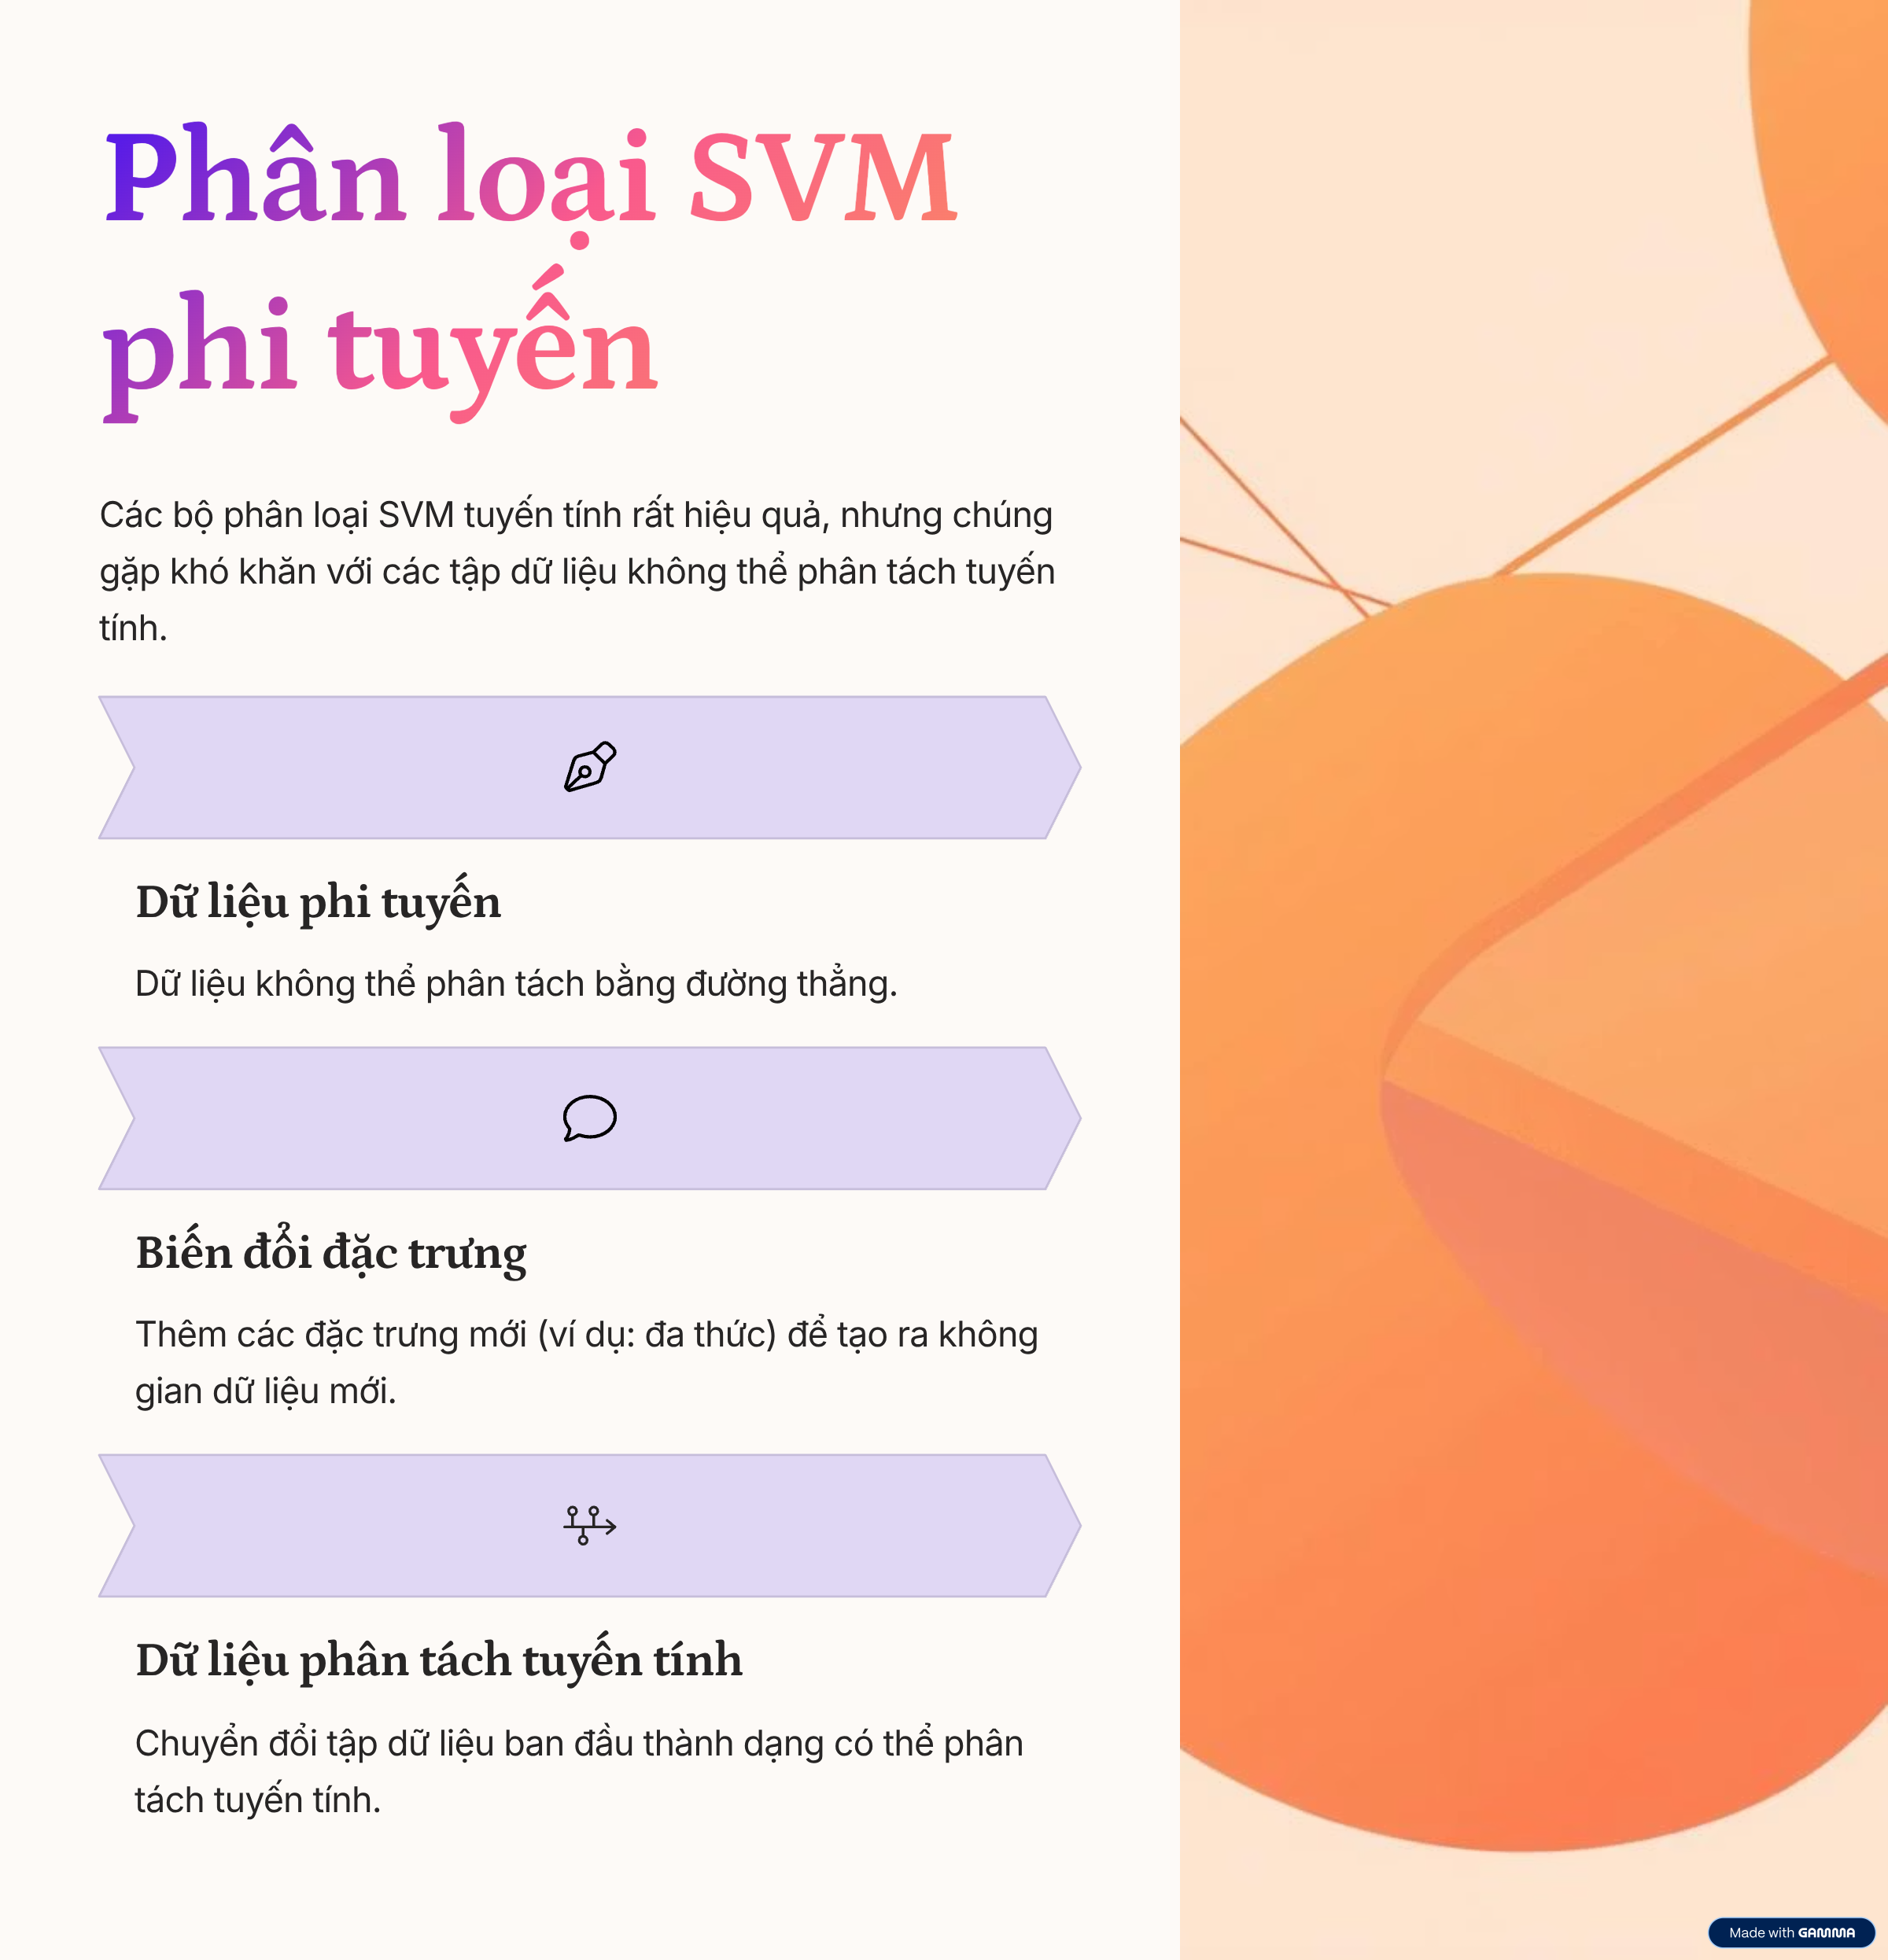 Phân loại SVM
phi tuyến
Các bộ phân loại SVM tuyến tính rất hiệu quả, nhưng chúng
gặp khó khăn với các tập dữ liệu không thể phân tách tuyến
tính.
Dữ liệu phi tuyến
Dữ liệu không thể phân tách bằng đường thẳng.
Biến đổi đặc trưng
Thêm các đặc trưng mới (ví dụ: đa thức) để tạo ra không
gian dữ liệu mới.
Dữ liệu phân tách tuyến tính
Chuyển đổi tập dữ liệu ban đầu thành dạng có thể phân
tách tuyến tính.
Made with GAMMA